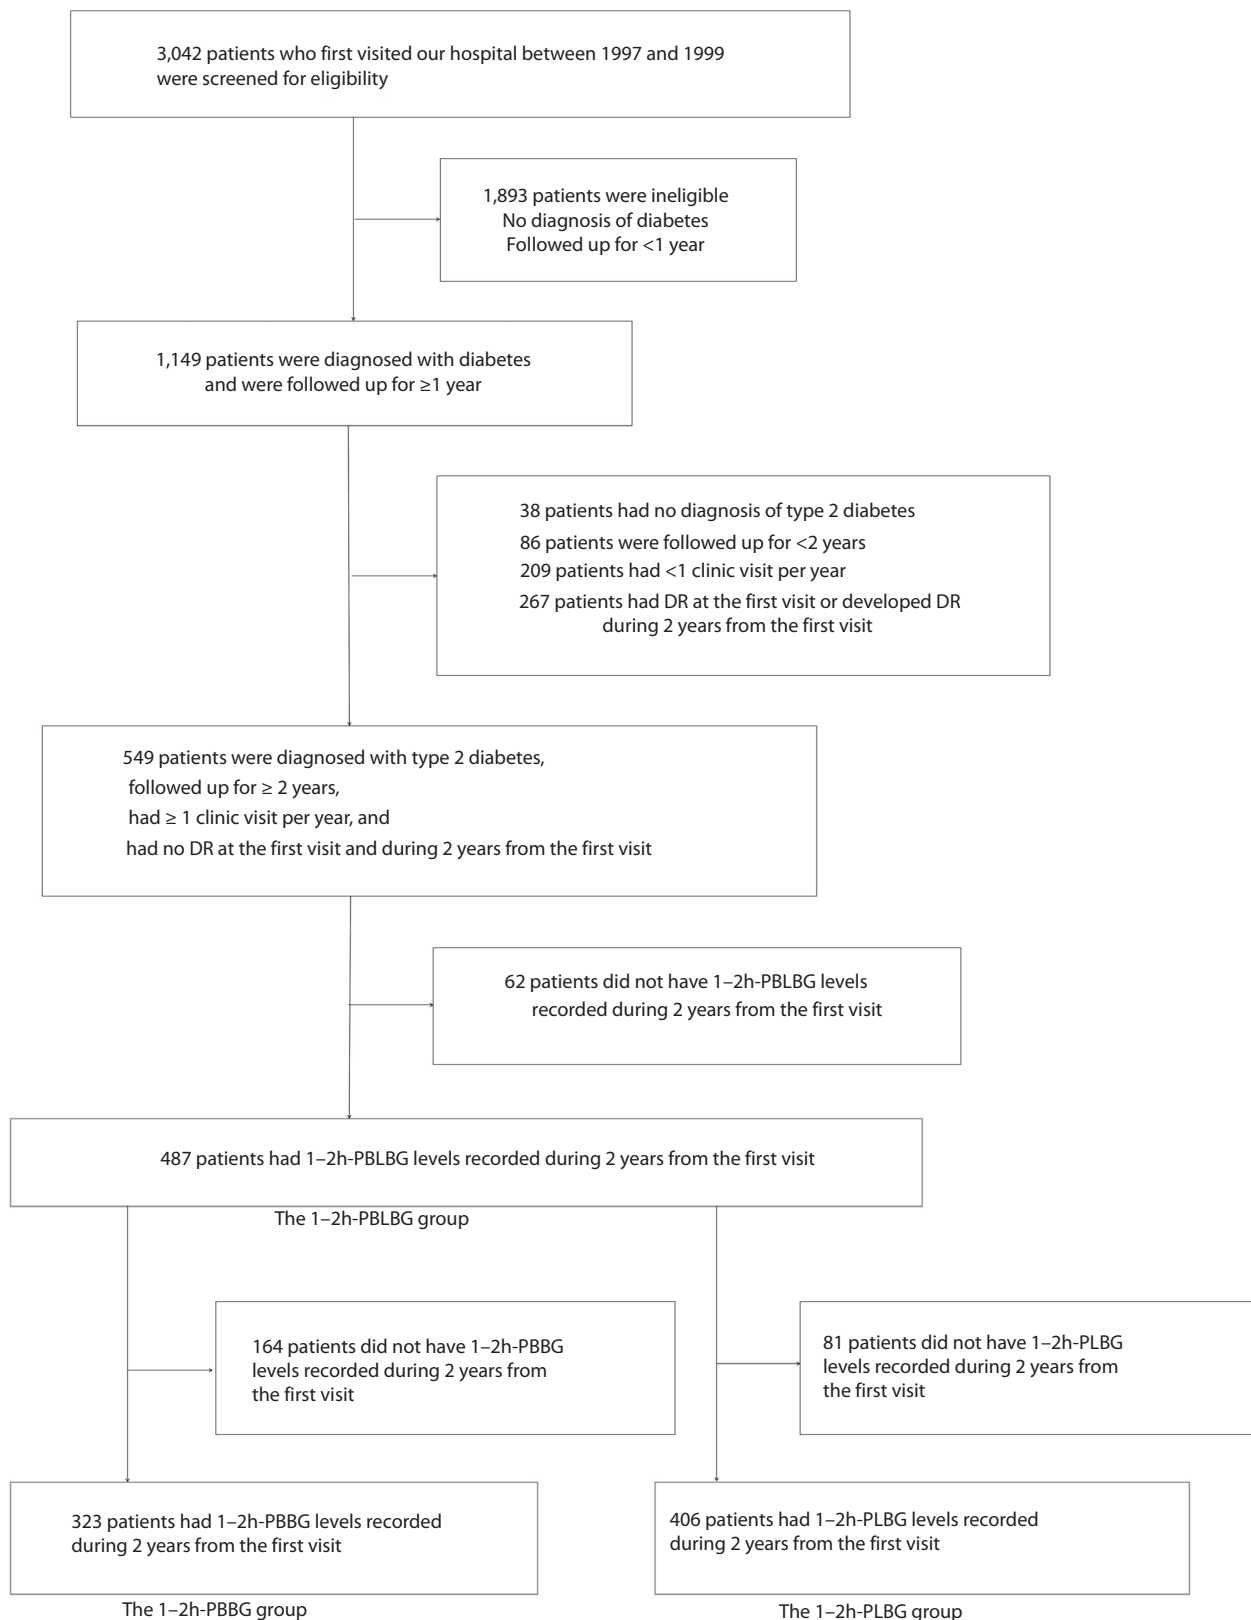 3,042 patients who first visited our hospital between 1997 and 1999
were screened for eligibility
1,893 patients were ineligible
No diagnosis of diabetes
Followed up for <1 year
1,149 patients were diagnosed with diabetes
and were followed up for ≥1 year
38 patients had no diagnosis of type 2 diabetes
86 patients were followed up for <2 years
209 patients had <1 clinic visit per year
267 patients had DR at the first visit or developed DR
during 2 years from the first visit
549 patients were diagnosed with type 2 diabetes,
followed up for ≥ 2 years,
had ≥ 1 clinic visit per year, and
had no DR at the first visit and during 2 years from the first visit
62 patients did not have 1–2h-PBLBG levels
recorded during 2 years from the first visit
487 patients had 1–2h-PBLBG levels recorded during 2 years from the first visit
The 1–2h-PBLBG group
164 patients did not have 1–2h-PBBG
levels recorded during 2 years from
the first visit
81 patients did not have 1–2h-PLBG
levels recorded during 2 years from
the first visit
323 patients had 1–2h-PBBG levels recorded
during 2 years from the first visit
406 patients had 1–2h-PLBG levels recorded
during 2 years from the first visit
The 1–2h-PBBG group
The 1–2h-PLBG group